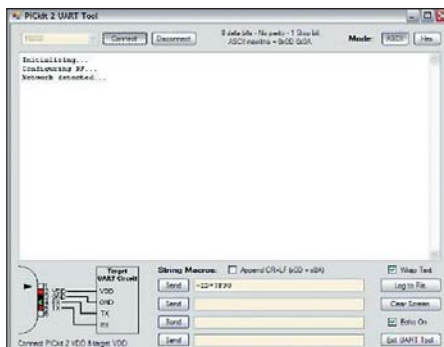 PICkit 2 UART Tool
Connect
Disconnect
8 data bits - No parity - 1 Stop bit.
ASCII newline = 0x0D 0x0A
Mode:
ASCII
Hex
Initializing...
Configuring RF...
Network detected...
Target
UART Circuit
VDD
GND
TX
RX
Connect PICkit 2 VDD & target VDD.
String Macros:
Append CR+LF (x0D + x0A)
Wrap Text
Send
Log to File
Send
Clear Screen
Send
Echo On
Send
Exit UART Tool